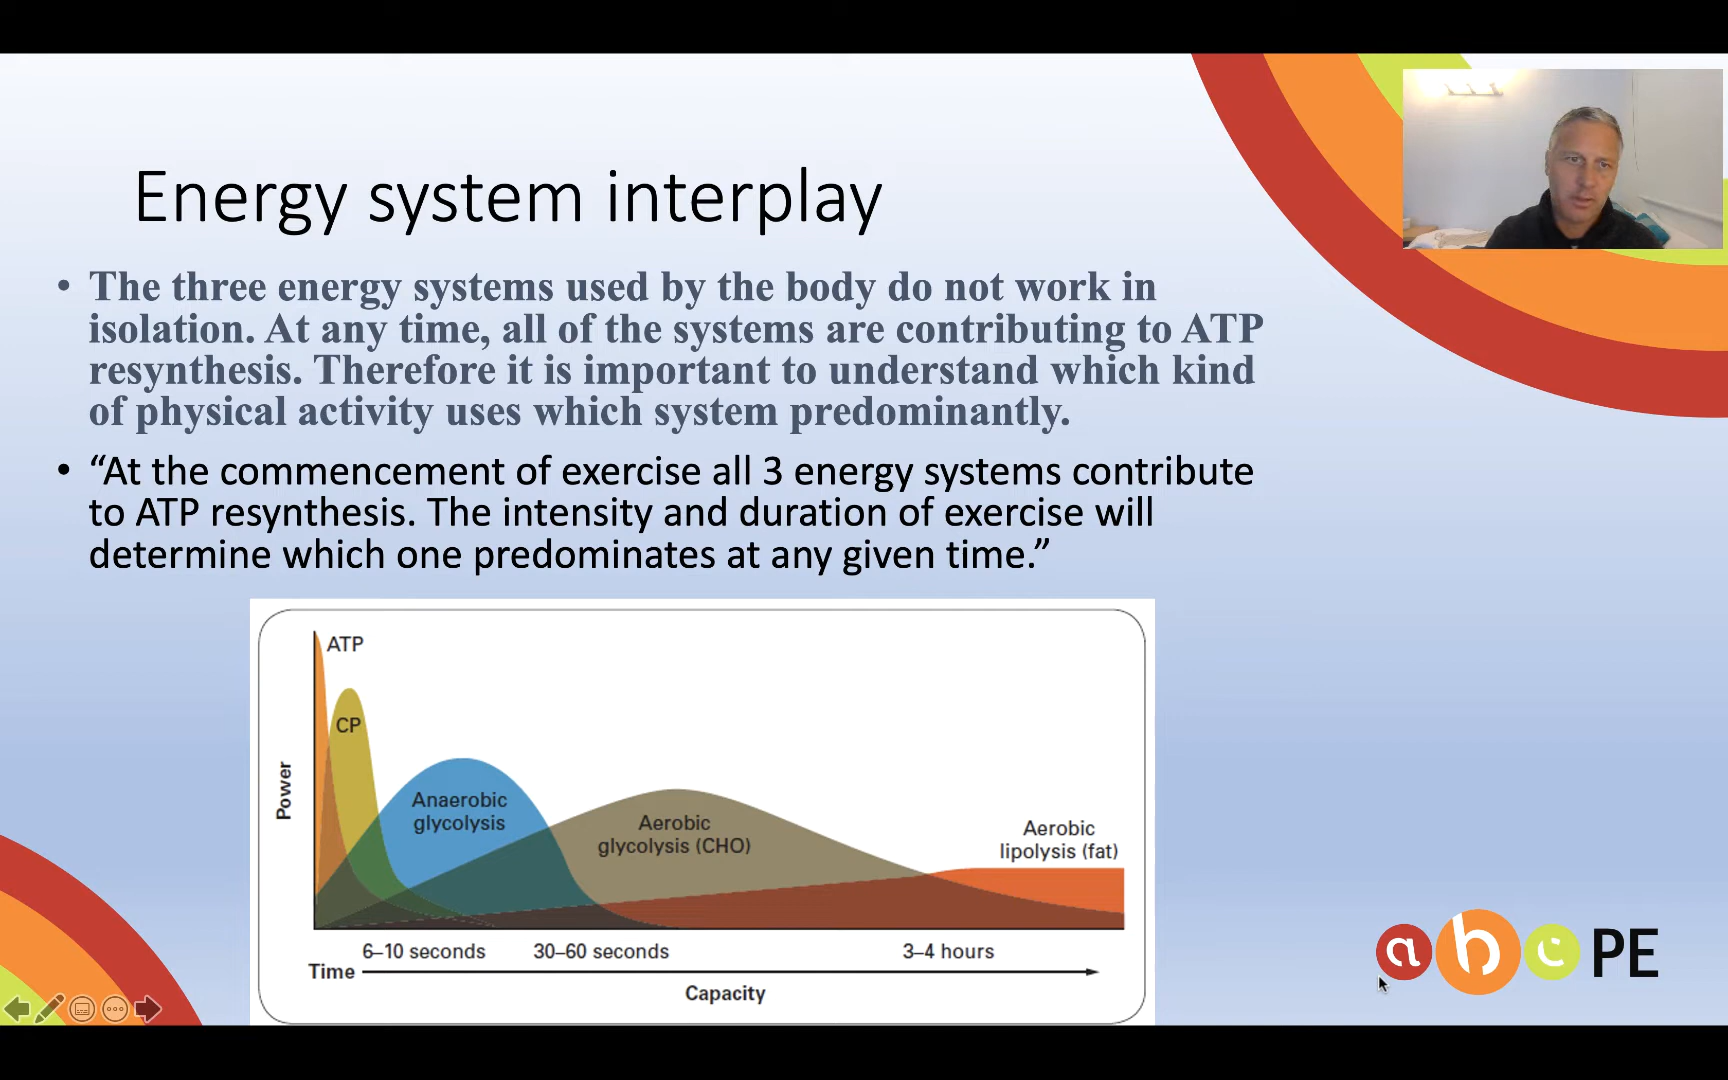 Energy system interplay
• The three energy systems used by the body do not work in
isolation. At any time, all of the systems are contributing to ATP
resynthesis. Therefore it is important to understand which kind
of physical activity uses which system predominantly.
• “At the commencement of exercise all 3 energy systems contribute
to ATP resynthesis. The intensity and duration of exercise will
determine which one predominates at any given time.”
ATP
CP
Power
Anaerobic
glycolysis
Aerobic
glycolysis (CHO)
Aerobic
lipolysis (fat)
6–10 seconds
30–60 seconds
3–4 hours
Time
Capacity
abc PE